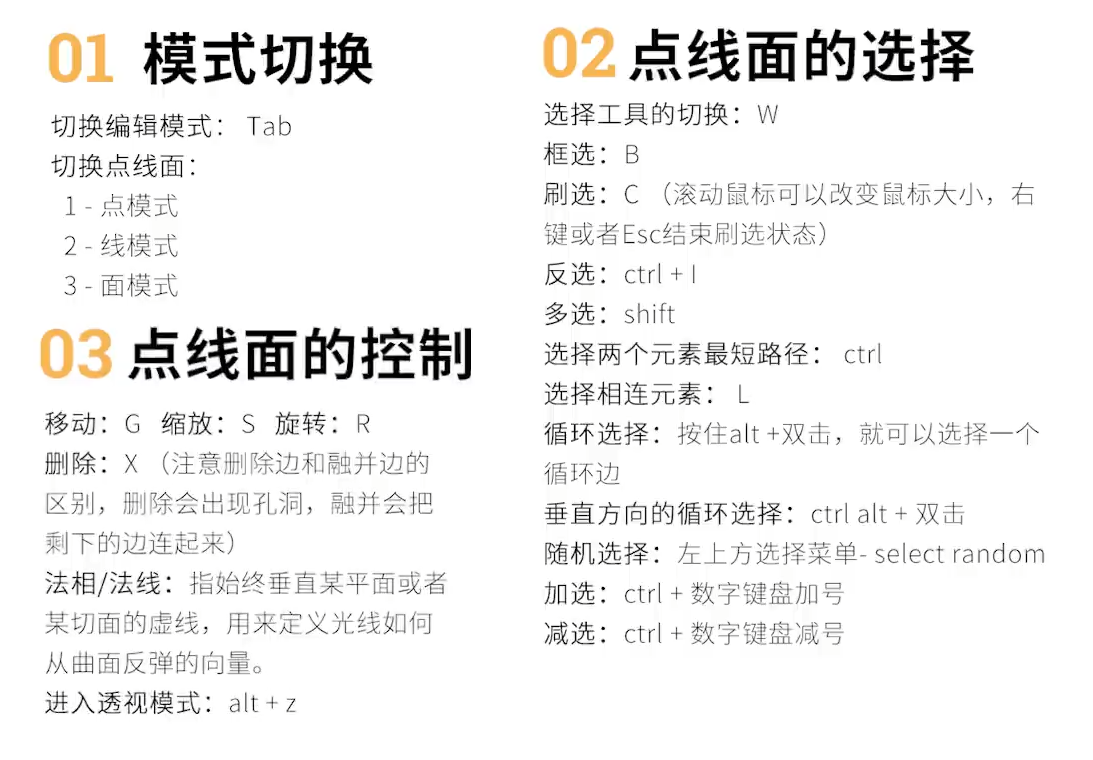 01 模式切换
切换编辑模式： Tab
切换点线面：
1 - 点模式
2 - 线模式
3 - 面模式
02 点线面的选择
选择工具的切换：W
框选：B
刷选：C （滚动鼠标可以改变鼠标大小，右
键或者Esc结束刷选状态）
反选：ctrl + I
多选：shift
选择两个元素最短路径： ctrl
选择相连元素： L
循环选择：按住alt +双击，就可以选择一个
循环边
垂直方向的循环选择：ctrl alt + 双击
随机选择：左上方选择菜单- select random
加选：ctrl + 数字键盘加号
减选：ctrl + 数字键盘减号
03 点线面的控制
移动：G 缩放：S 旋转：R
删除：X （注意删除边和融并边的
区别，删除会出现孔洞，融并会把
剩下的边连起来）
法相/法线：指始终垂直某平面或者
某切面的虚线，用来定义光线如何
从曲面反弹的向量。
进入透视模式：alt + z